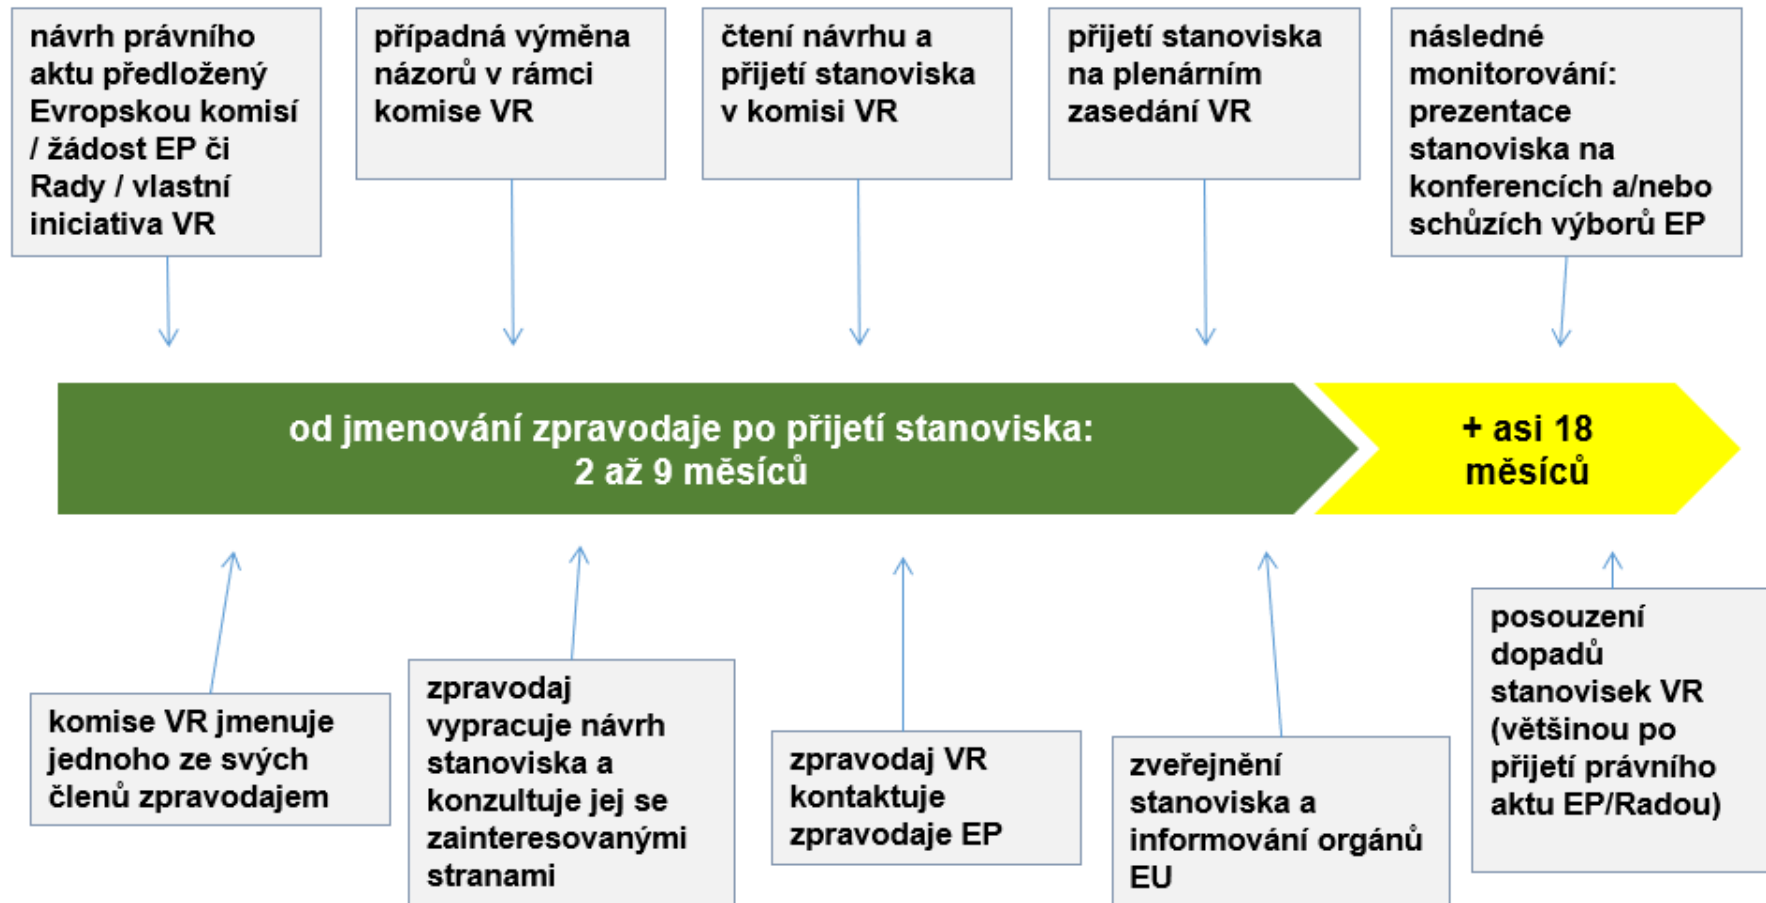 návrh právního
aktu předložený
Evropskou komisí
/ žádost EP či
Rady / vlastní
iniciativa VR
případná výměna
názorů v rámci
komise VR
čtení návrhu a
přijetí stanoviska
v komisi VR
přijetí stanoviska
na plenárním
zasedání VR
následné
monitorování:
prezentace
stanoviska na
konferencích a/nebo
schůzích výborů EP
od jmenování zpravodaje po přijetí stanoviska:
2 až 9 měsíců
+ asi 18
měsíců
komise VR jmenuje
jednoho ze svých
členů zpravodajem
zpravodaj
vypracuje návrh
stanoviska a
konzultuje jej se
zainteresovanými
stranami
zpravodaj VR
kontaktuje
zpravodaje EP
zveřejnění
stanoviska a
informování orgánů
EU
posouzení
dopadů
stanovisek VR
(většinou po
přijetí právního
aktu EP/Radou)